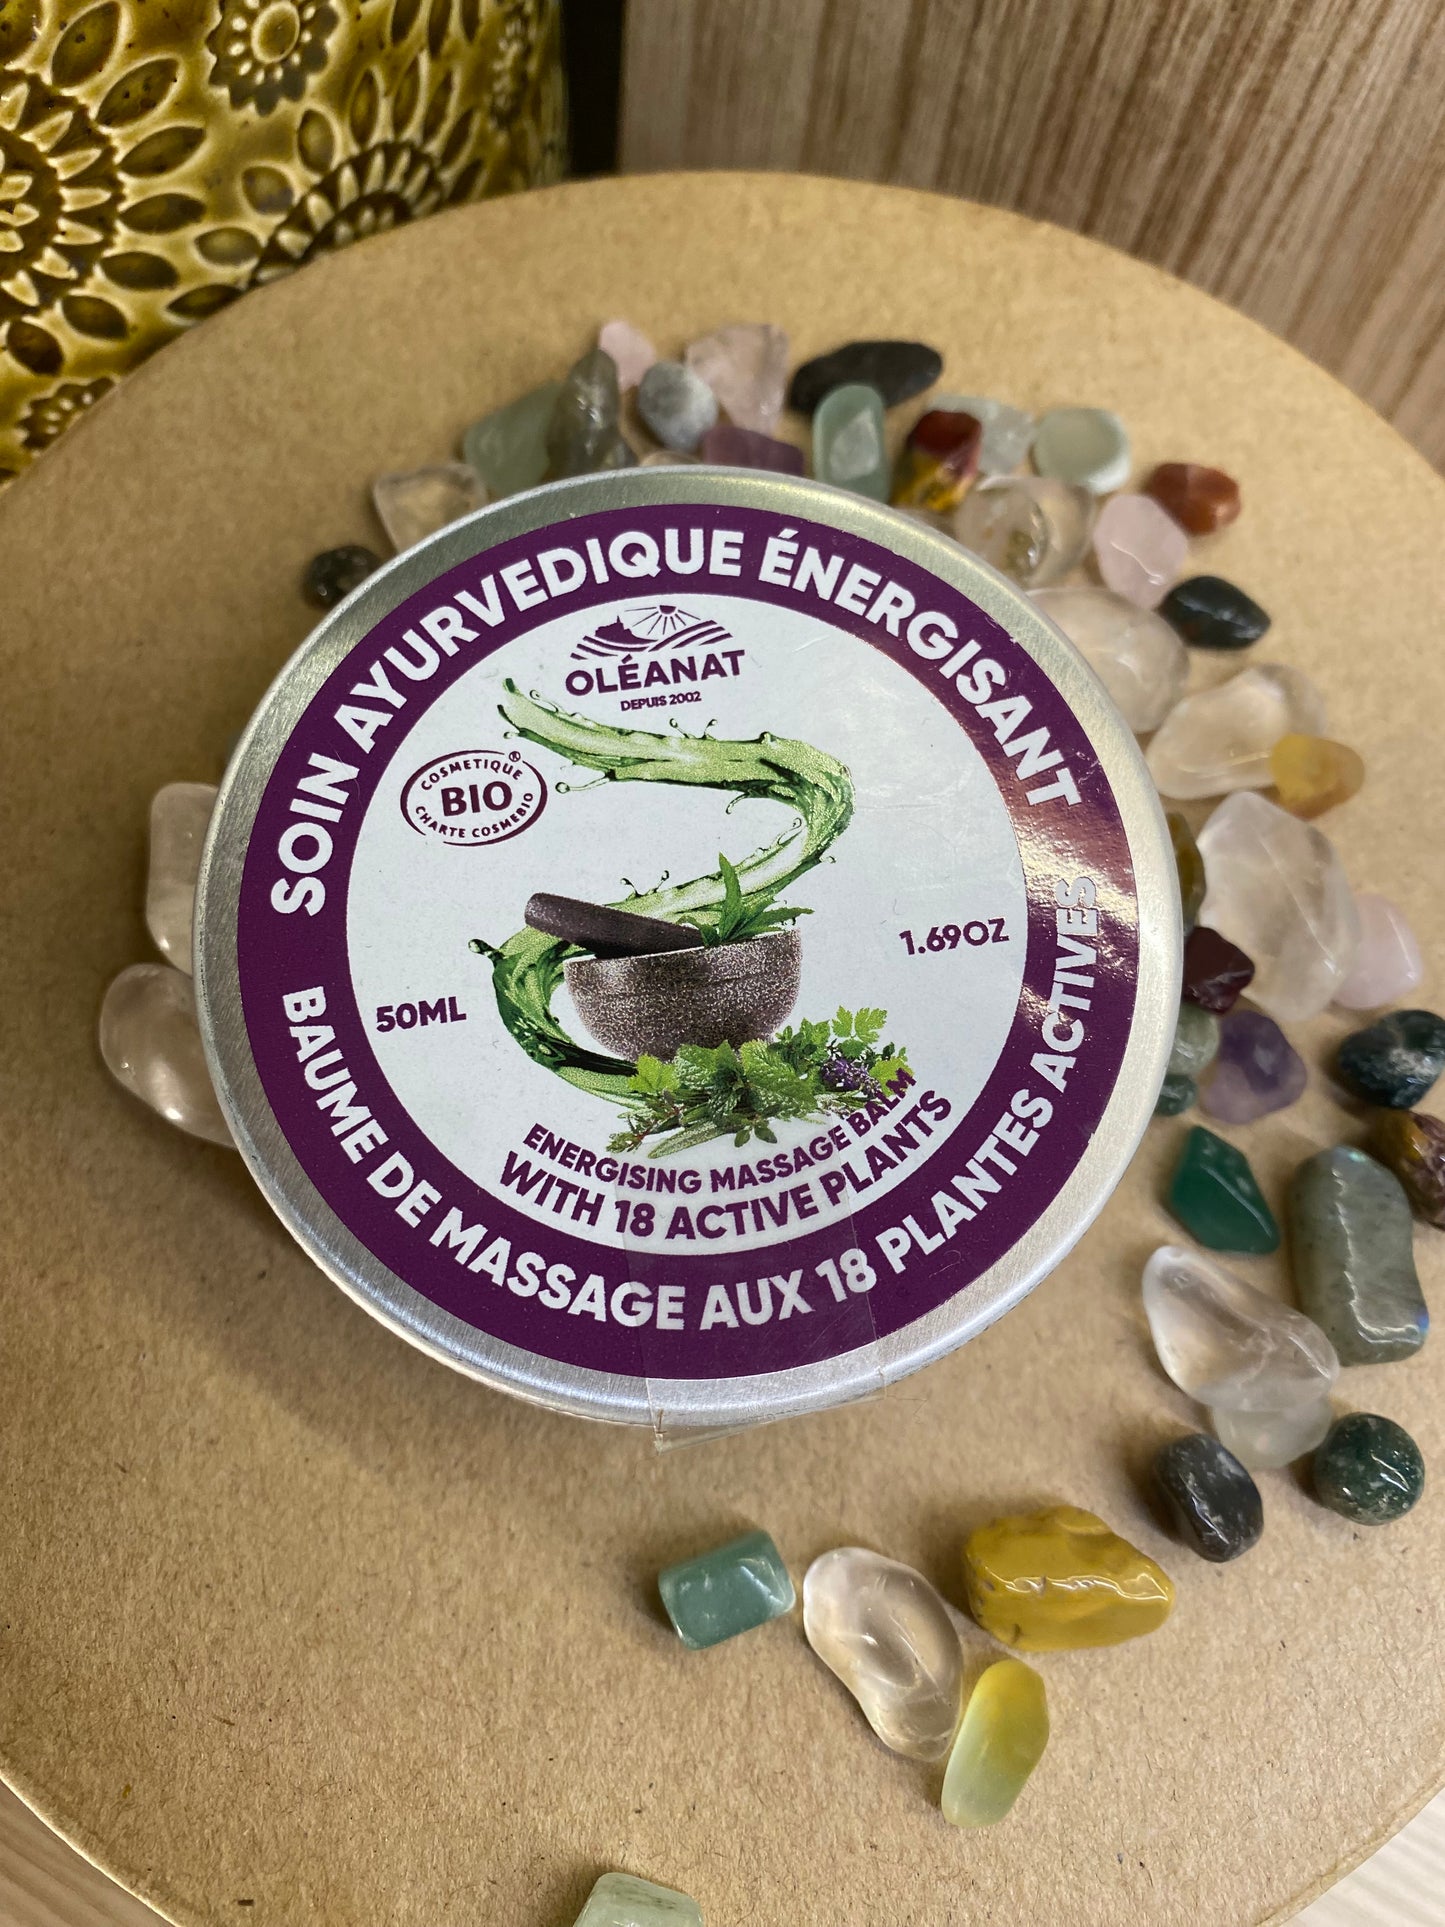 SOIN AYURVEDIQUE ÉNERGISANT
OLÉANAT
DEPUIS 2002
COSMETIQUE®
BIO
CHARTE COSMEBIO
1.69OZ
50ML
ENERGISING MASSAGE BALM
WITH 18 ACTIVE PLANTS
BAUME DE MASSAGE AUX 18 PLANTES ACTIVES